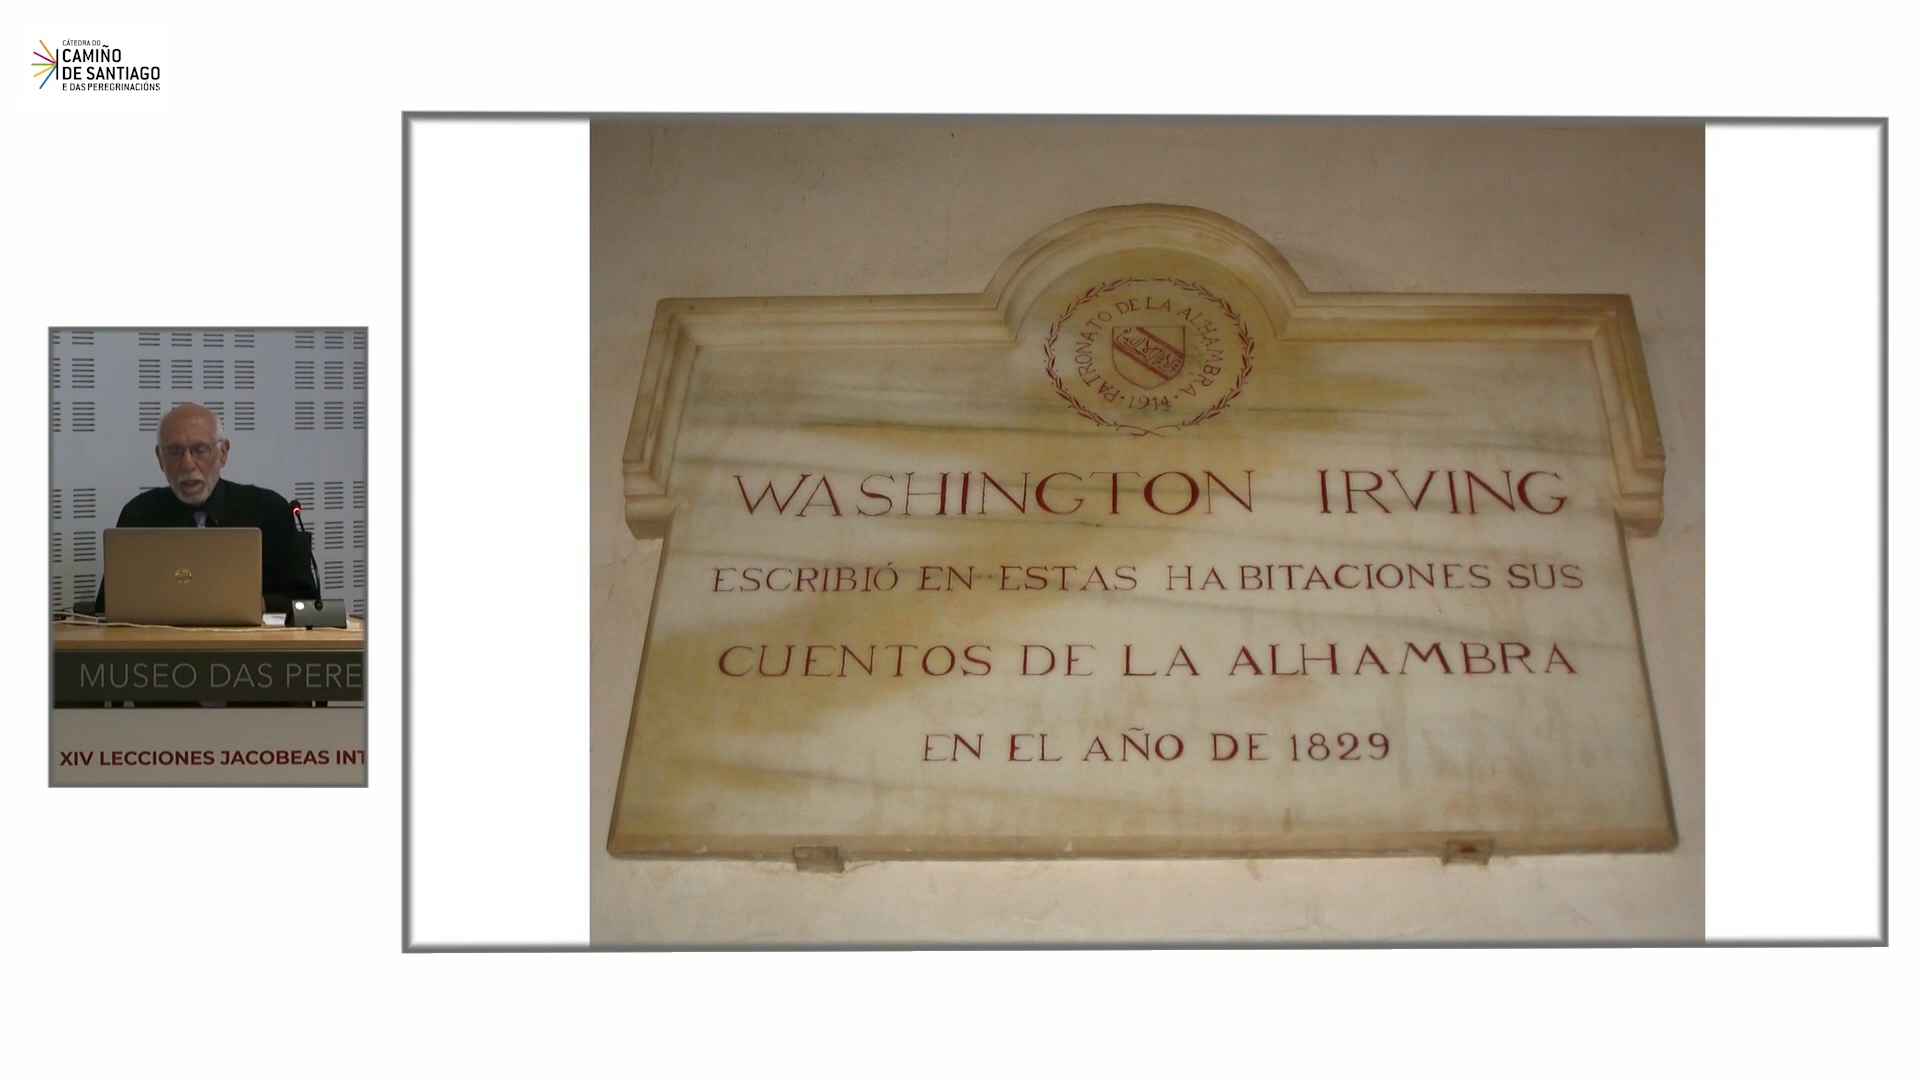 CÁTEDRA DO
CAMIÑO
DE SANTIAGO
E DAS PEREGRINACIÓNS
PATRONATO DE LA ALHAMBRA
· 1914 ·
WASHINGTON IRVING
ESCRIBIÓ EN ESTAS HABITACIONES SUS
CUENTOS DE LA ALHAMBRA
EN EL AÑO DE 1829
MUSEO DAS PERE
XIV LECCIONES JACOBEAS INT